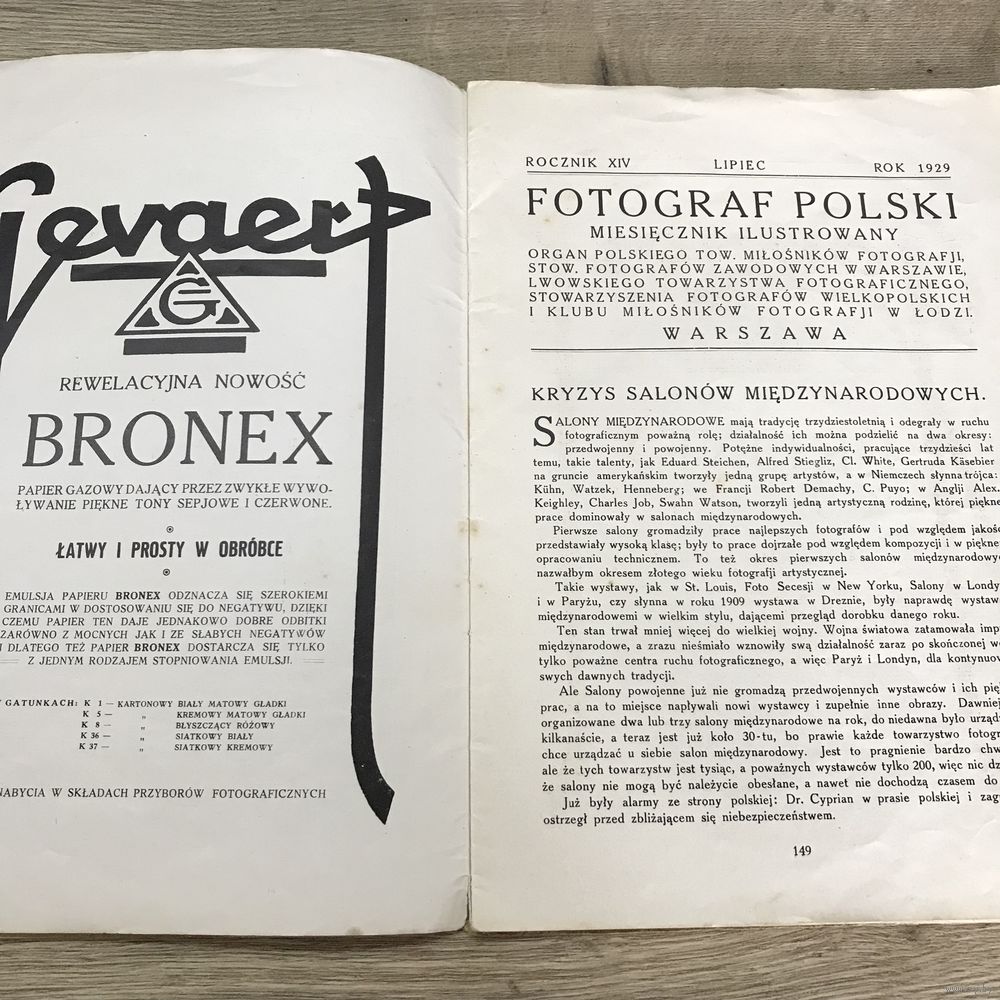 Gevaert
G
REWELACYJNA NOWOŚĆ
BRONEX
PAPIER GAZOWY DAJĄCY PRZEZ ZWYKŁE WYWO-
ŁYWANIE PIĘKNE TONY SEPJOWE I CZERWONE.
ŁATWY I PROSTY W OBRÓBCE
EMULSJA PAPIERU BRONEX ODZNACZA SIĘ SZEROKIEMI
GRANICAMI W DOSTOSOWANIU SIĘ DO NEGATYWU, DZIĘKI
CZEMU PAPIER TEN DAJE JEDNAKOWO DOBRE ODBITKI
ZARÓWNO Z MOCNYCH JAK I ZE SŁABYCH NEGATYWÓW
I DLATEGO TEŻ PAPIER BRONEX DOSTARCZA SIĘ TYLKO
Z JEDNYM RODZAJEM STOPNIOWANIA EMULSJI.
GATUNKACH: K 1 — KARTONOWY BIAŁY MATOWY GŁADKI
K 5 — „ KREMOWY MATOWY GŁADKI
K 8 — „ BŁYSZCZĄCY RÓŻOWY
K 36 — „ SIATKOWY BIAŁY
K 37 — „ SIATKOWY KREMOWY
NABYCIA W SKŁADACH PRZYBORÓW FOTOGRAFICZNYCH
ROCZNIK XIV LIPIEC ROK 1929
FOTOGRAF POLSKI
MIESIĘCZNIK ILUSTROWANY
ORGAN POLSKIEGO TOW. MIŁOŚNIKÓW FOTOGRAFJI,
STOW. FOTOGRAFÓW ZAWODOWYCH W WARSZAWIE,
LWOWSKIEGO TOWARZYSTWA FOTOGRAFICZNEGO,
STOWARZYSZENIA FOTOGRAFÓW WIELKOPOLSKICH
I KLUBU MIŁOŚNIKÓW FOTOGRAFJI W ŁODZI.
WARSZAWA
KRYZYS SALONÓW MIĘDZYNARODOWYCH.
SALONY MIĘDZYNARODOWE mają tradycję trzydziestoletnią i odegrały w ruchu
fotograficznym poważną rolę; działalność ich można podzielić na dwa okresy:
przedwojenny i powojenny. Potężne indywidualności, pracujące trzydzieści lat
temu, takie talenty, jak Eduard Steichen, Alfred Stiegliz, Cl. White, Gertruda Käsebier
na gruncie amerykańskim tworzyły jedną grupę artystów, a w Niemczech słynna trójca:
Kühn, Watzek, Henneberg; we Francji Robert Demachy, C. Puyo; w Anglji Alex.
Keighley, Charles Job, Swahn Watson, tworzyli jedną artystyczną rodzinę, której piękne
prace dominowały w salonach międzynarodowych.
Pierwsze salony gromadziły prace najlepszych fotografów i pod względem jakoś
przedstawiały wysoką klasę; były to prace dojrzałe pod względem kompozycji i w pięknem
opracowaniu technicznem. To też okres pierwszych salonów międzynarodowyc
nazwałbym okresem złotego wieku fotografji artystycznej.
Takie wystawy, jak w St. Louis, Foto Secesji w New Yorku, Salony w Londy
i w Paryżu, czy słynna w roku 1909 wystawa w Dreznie, były naprawdę wystaw
międzynarodowemi w wielkim stylu, dającemi przegląd dorobku danego roku.
Ten stan trwał mniej więcej do wielkiej wojny. Wojna światowa zatamowała imp
międzynarodowe, a zrazu nieśmiało wznowiły swą działalność zaraz po skończonej wo
tylko poważne centra ruchu fotograficznego, a więc Paryż i Londyn, dla kontynuow
swych dawnych tradycji.
Ale Salony powojenne już nie gromadzą przedwojennych wystawców i ich pię
prac, a na to miejsce napływali nowi wystawcy i zupełnie inne obrazy. Dawniej
organizowane dwa lub trzy salony międzynarodowe na rok, do niedawna było urządz
kilkanaście, a teraz jest już koło 30-tu, bo prawie każde towarzystwo fotogra
chce urządzać u siebie salon międzynarodowy. Jest to pragnienie bardzo chw
ale że tych towarzystw jest tysiąc, a poważnych wystawców tylko 200, więc nic dz
że salony nie mogą być należycie obesłane, a nawet nie dochodzą czasem do
Już były alarmy ze strony polskiej: Dr. Cyprian w prasie polskiej i zag
ostrzegł przed zbliżającem się niebezpieczeństwem.
149